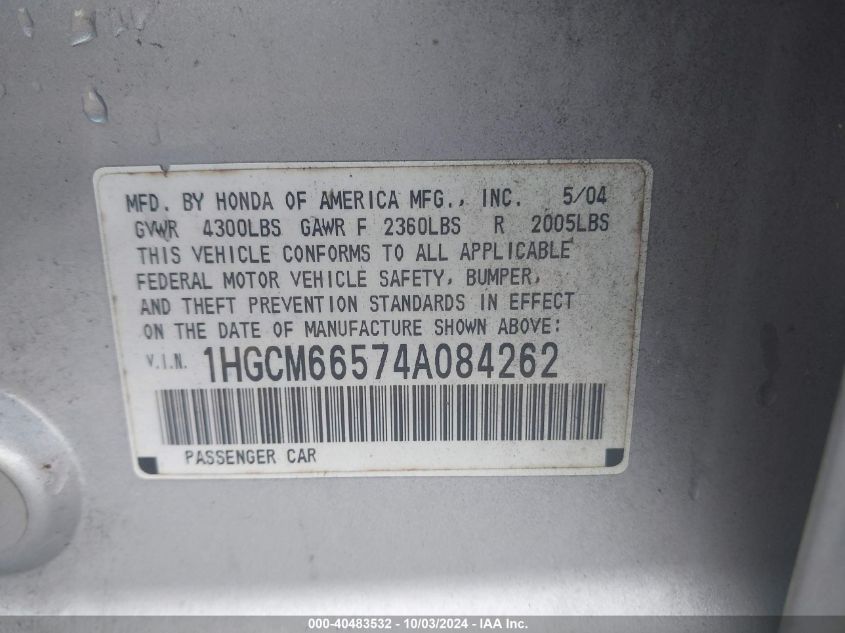 MFD. BY HONDA OF AMERICA MFG., INC. 5/04
GVWR 4300LBS GAWR F 2360LBS R 2005LBS
THIS VEHICLE CONFORMS TO ALL APPLICABLE
FEDERAL MOTOR VEHICLE SAFETY, BUMPER,
AND THEFT PREVENTION STANDARDS IN EFFECT
ON THE DATE OF MANUFACTURE SHOWN ABOVE:
V.I.N. 1HGCM66574A084262
PASSENGER CAR
000-40483532 - 10/03/2024 - IAA Inc.